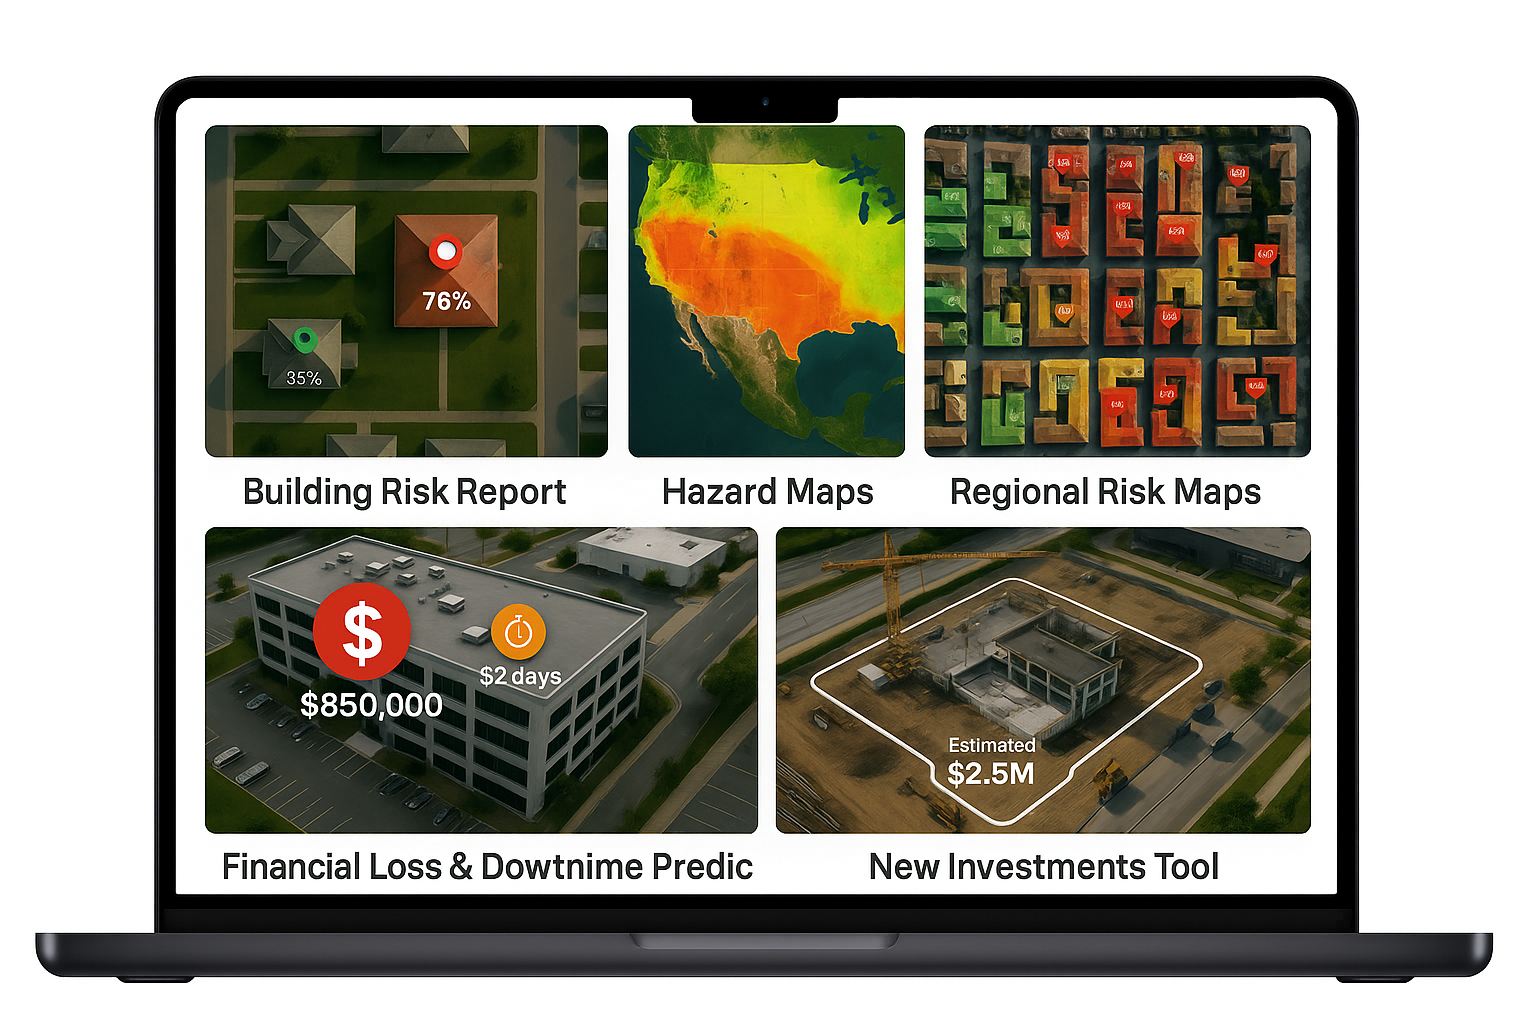 76%
35%
Building Risk Report
Hazard Maps
Regional Risk Maps
$
$2 days
$850,000
Estimated
$2.5M
Financial Loss & Dowtnime Predic
New Investments Tool